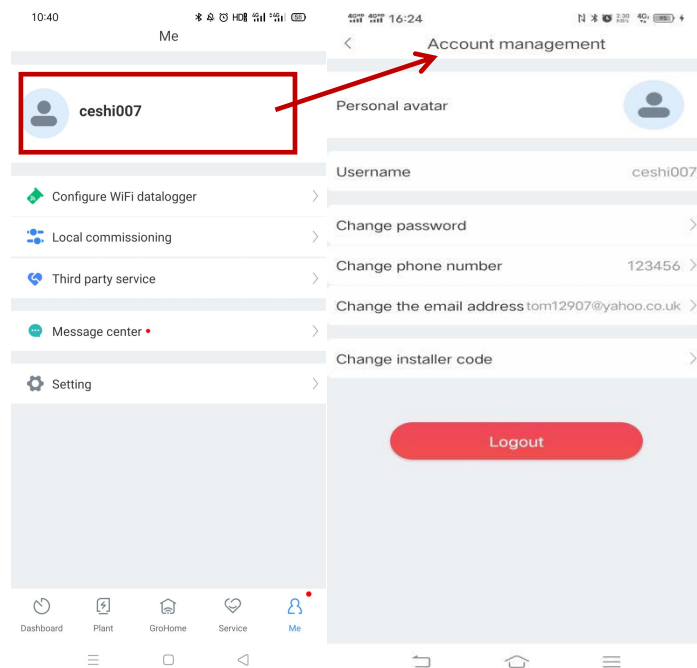 10:40
Me
ceshi007
Configure WiFi datalogger
Local commissioning
Third party service
Message center
Setting
Dashboard
Plant
GroHome
Service
Me
16:24
Account management
Personal avatar
Username
ceshi007
Change password
Change phone number
123456
Change the email address tom12907@yahoo.co.uk
Change installer code
Logout